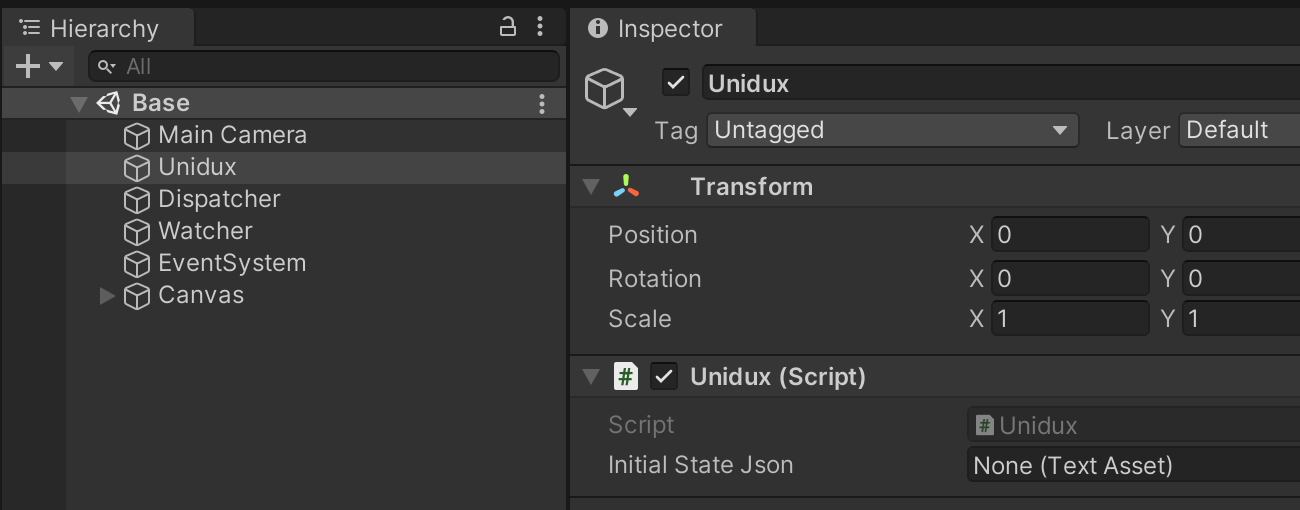 Hierarchy
All
Base
Main Camera
Unidux
Dispatcher
Watcher
EventSystem
Canvas
Inspector
Unidux
Tag Untagged Layer Default
Transform
Position X 0 Y 0
Rotation X 0 Y 0
Scale X 1 Y 1
# Unidux (Script)
Script # Unidux
Initial State Json None (Text Asset)